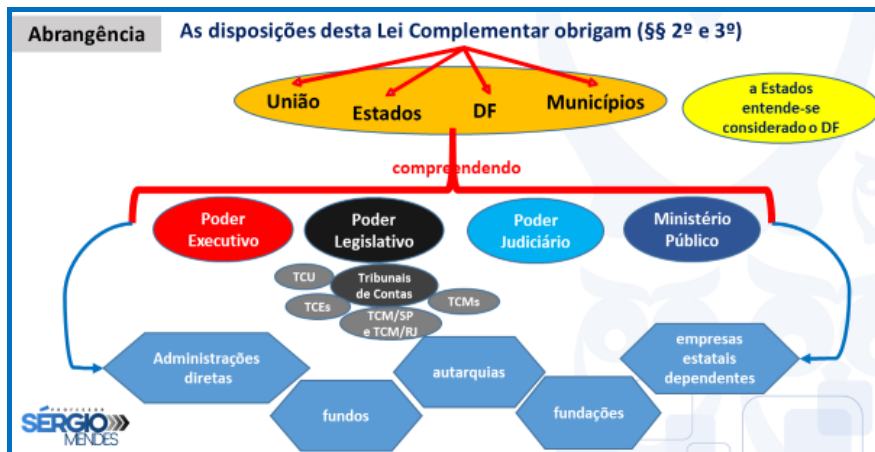 Abrangência
As disposições desta Lei Complementar obrigam (§§ 2º e 3º)
União
Estados
DF
Municípios
a Estados
entende-se
considerado o DF
compreendendo
Poder
Executivo
Poder
Legislativo
Poder
Judiciário
Ministério
Público
TCU
Tribunais
de Contas
TCEs
TCMs
TCM/SP
e TCM/RJ
Administrações
diretas
fundos
autarquias
fundações
empresas
estatais
dependentes
PROFESSOR
SÉRGIO
MENDES